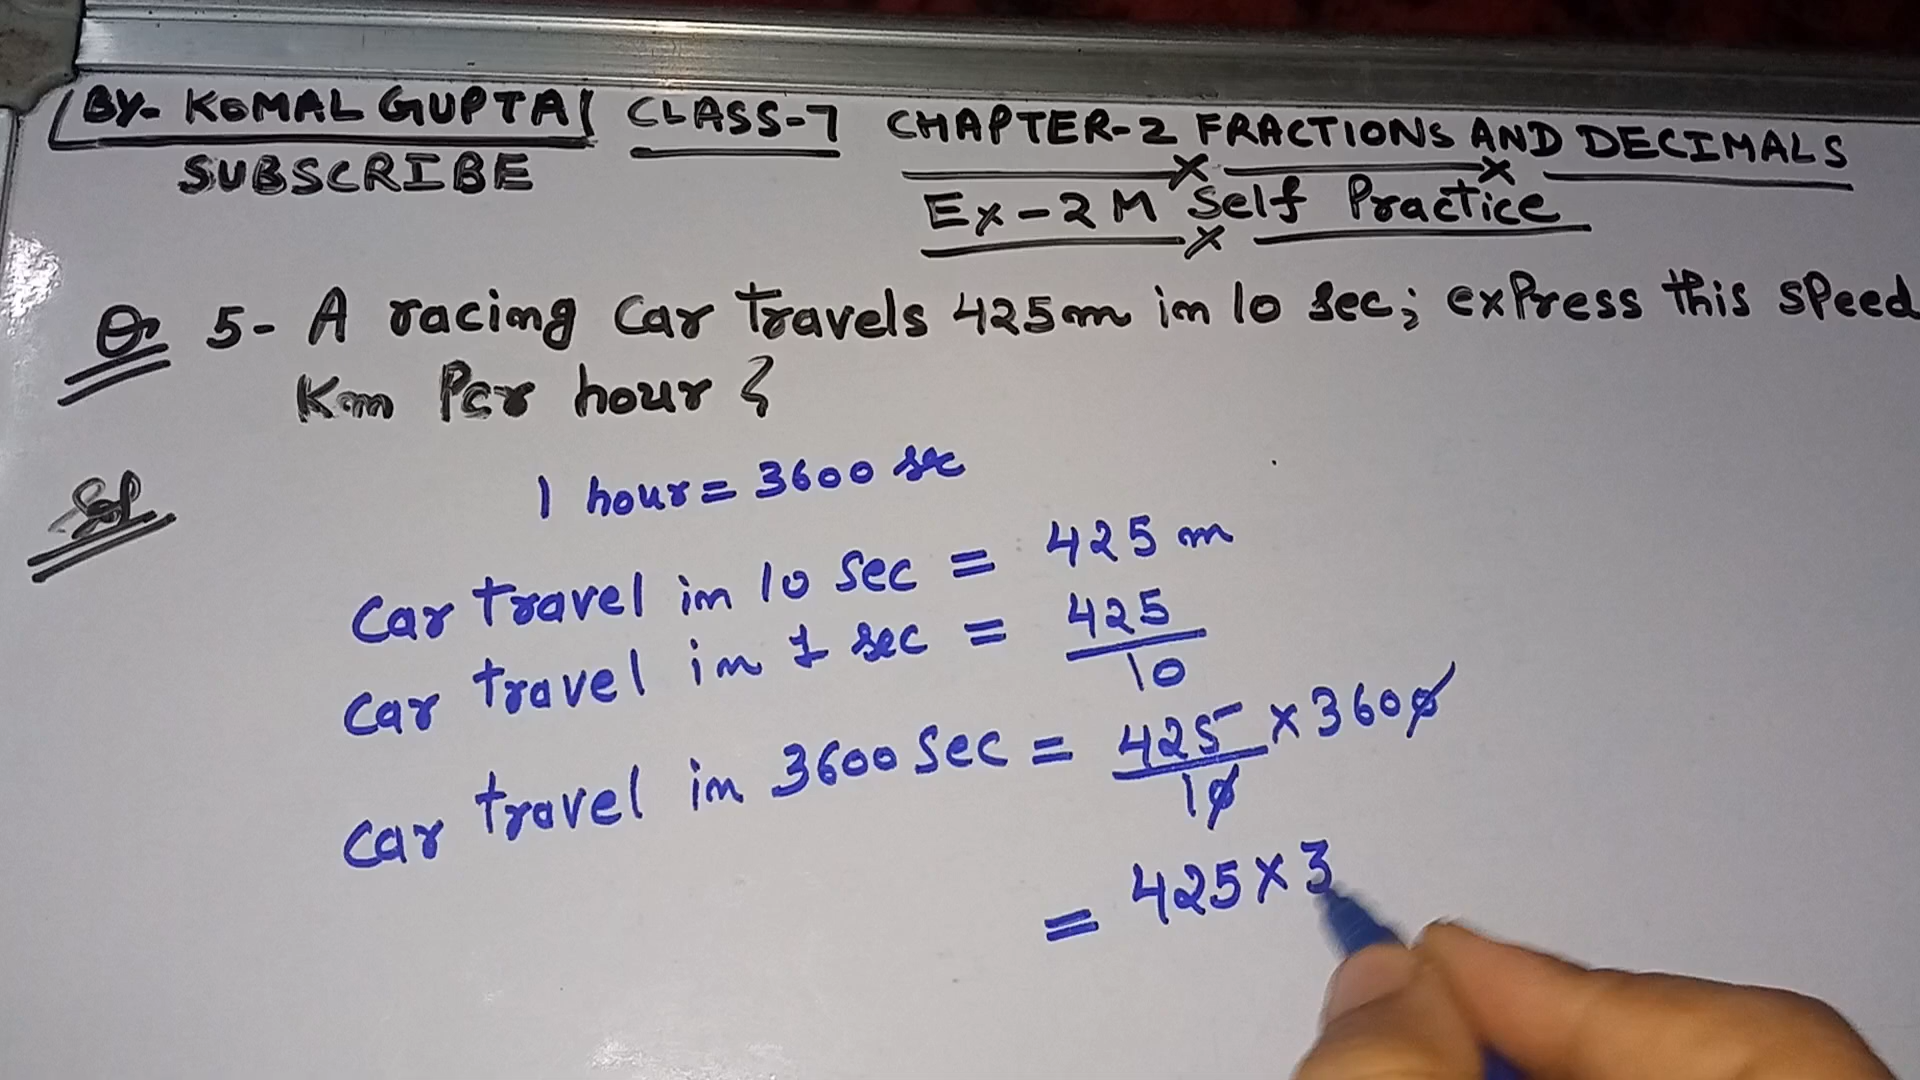 BY- KOMAL GUPTA CLASS-7 CHAPTER-2 FRACTIONS AND DECIMALS
SUBSCRIBE
Ex-2M Self Practice
Q 5- A racing Car travels 425m in 10 sec; express this speed
Km Per hour ?
Sol
1 hour = 3600 sec
Car travel in 10 sec = 425 m
Car travel in 1 sec = 425/10
Car travel in 3600 Sec = 425/10 × 3600
= 425 × 3